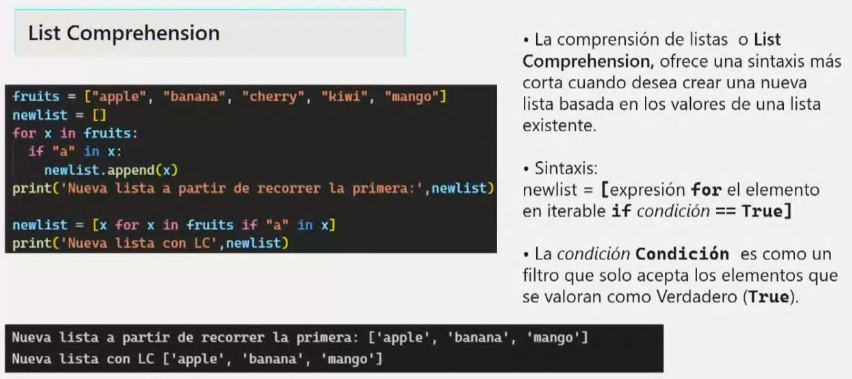 List Comprehension
fruits = ["apple", "banana", "cherry", "kiwi", "mango"]
newlist = []
for x in fruits:
  if "a" in x:
    newlist.append(x)
print('Nueva lista a partir de recorrer la primera:',newlist)
newlist = [x for x in fruits if "a" in x]
print('Nueva lista con LC',newlist)
• La comprensión de listas o List
Comprehension, ofrece una sintaxis más
corta cuando desea crear una nueva
lista basada en los valores de una lista
existente.
• Sintaxis:
newlist = [expresión for el elemento
en iterable if condición == True]
• La condición Condición es como un
filtro que solo acepta los elementos que
se valoran como Verdadero (True).
Nueva lista a partir de recorrer la primera: ['apple', 'banana', 'mango']
Nueva lista con LC ['apple', 'banana', 'mango']